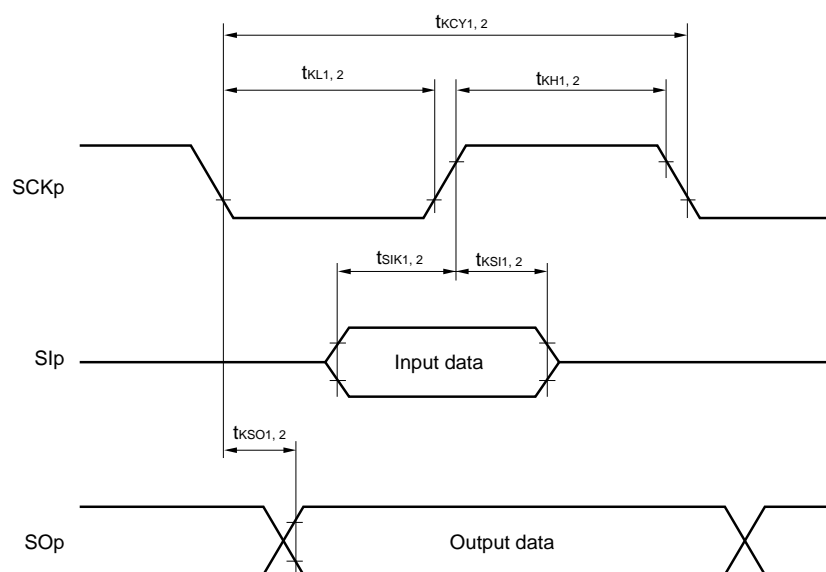 tKCY1, 2
tKL1, 2
tKH1, 2
SCKp
tSIK1, 2
tKSI1, 2
SIp
Input data
tKSO1, 2
SOp
Output data